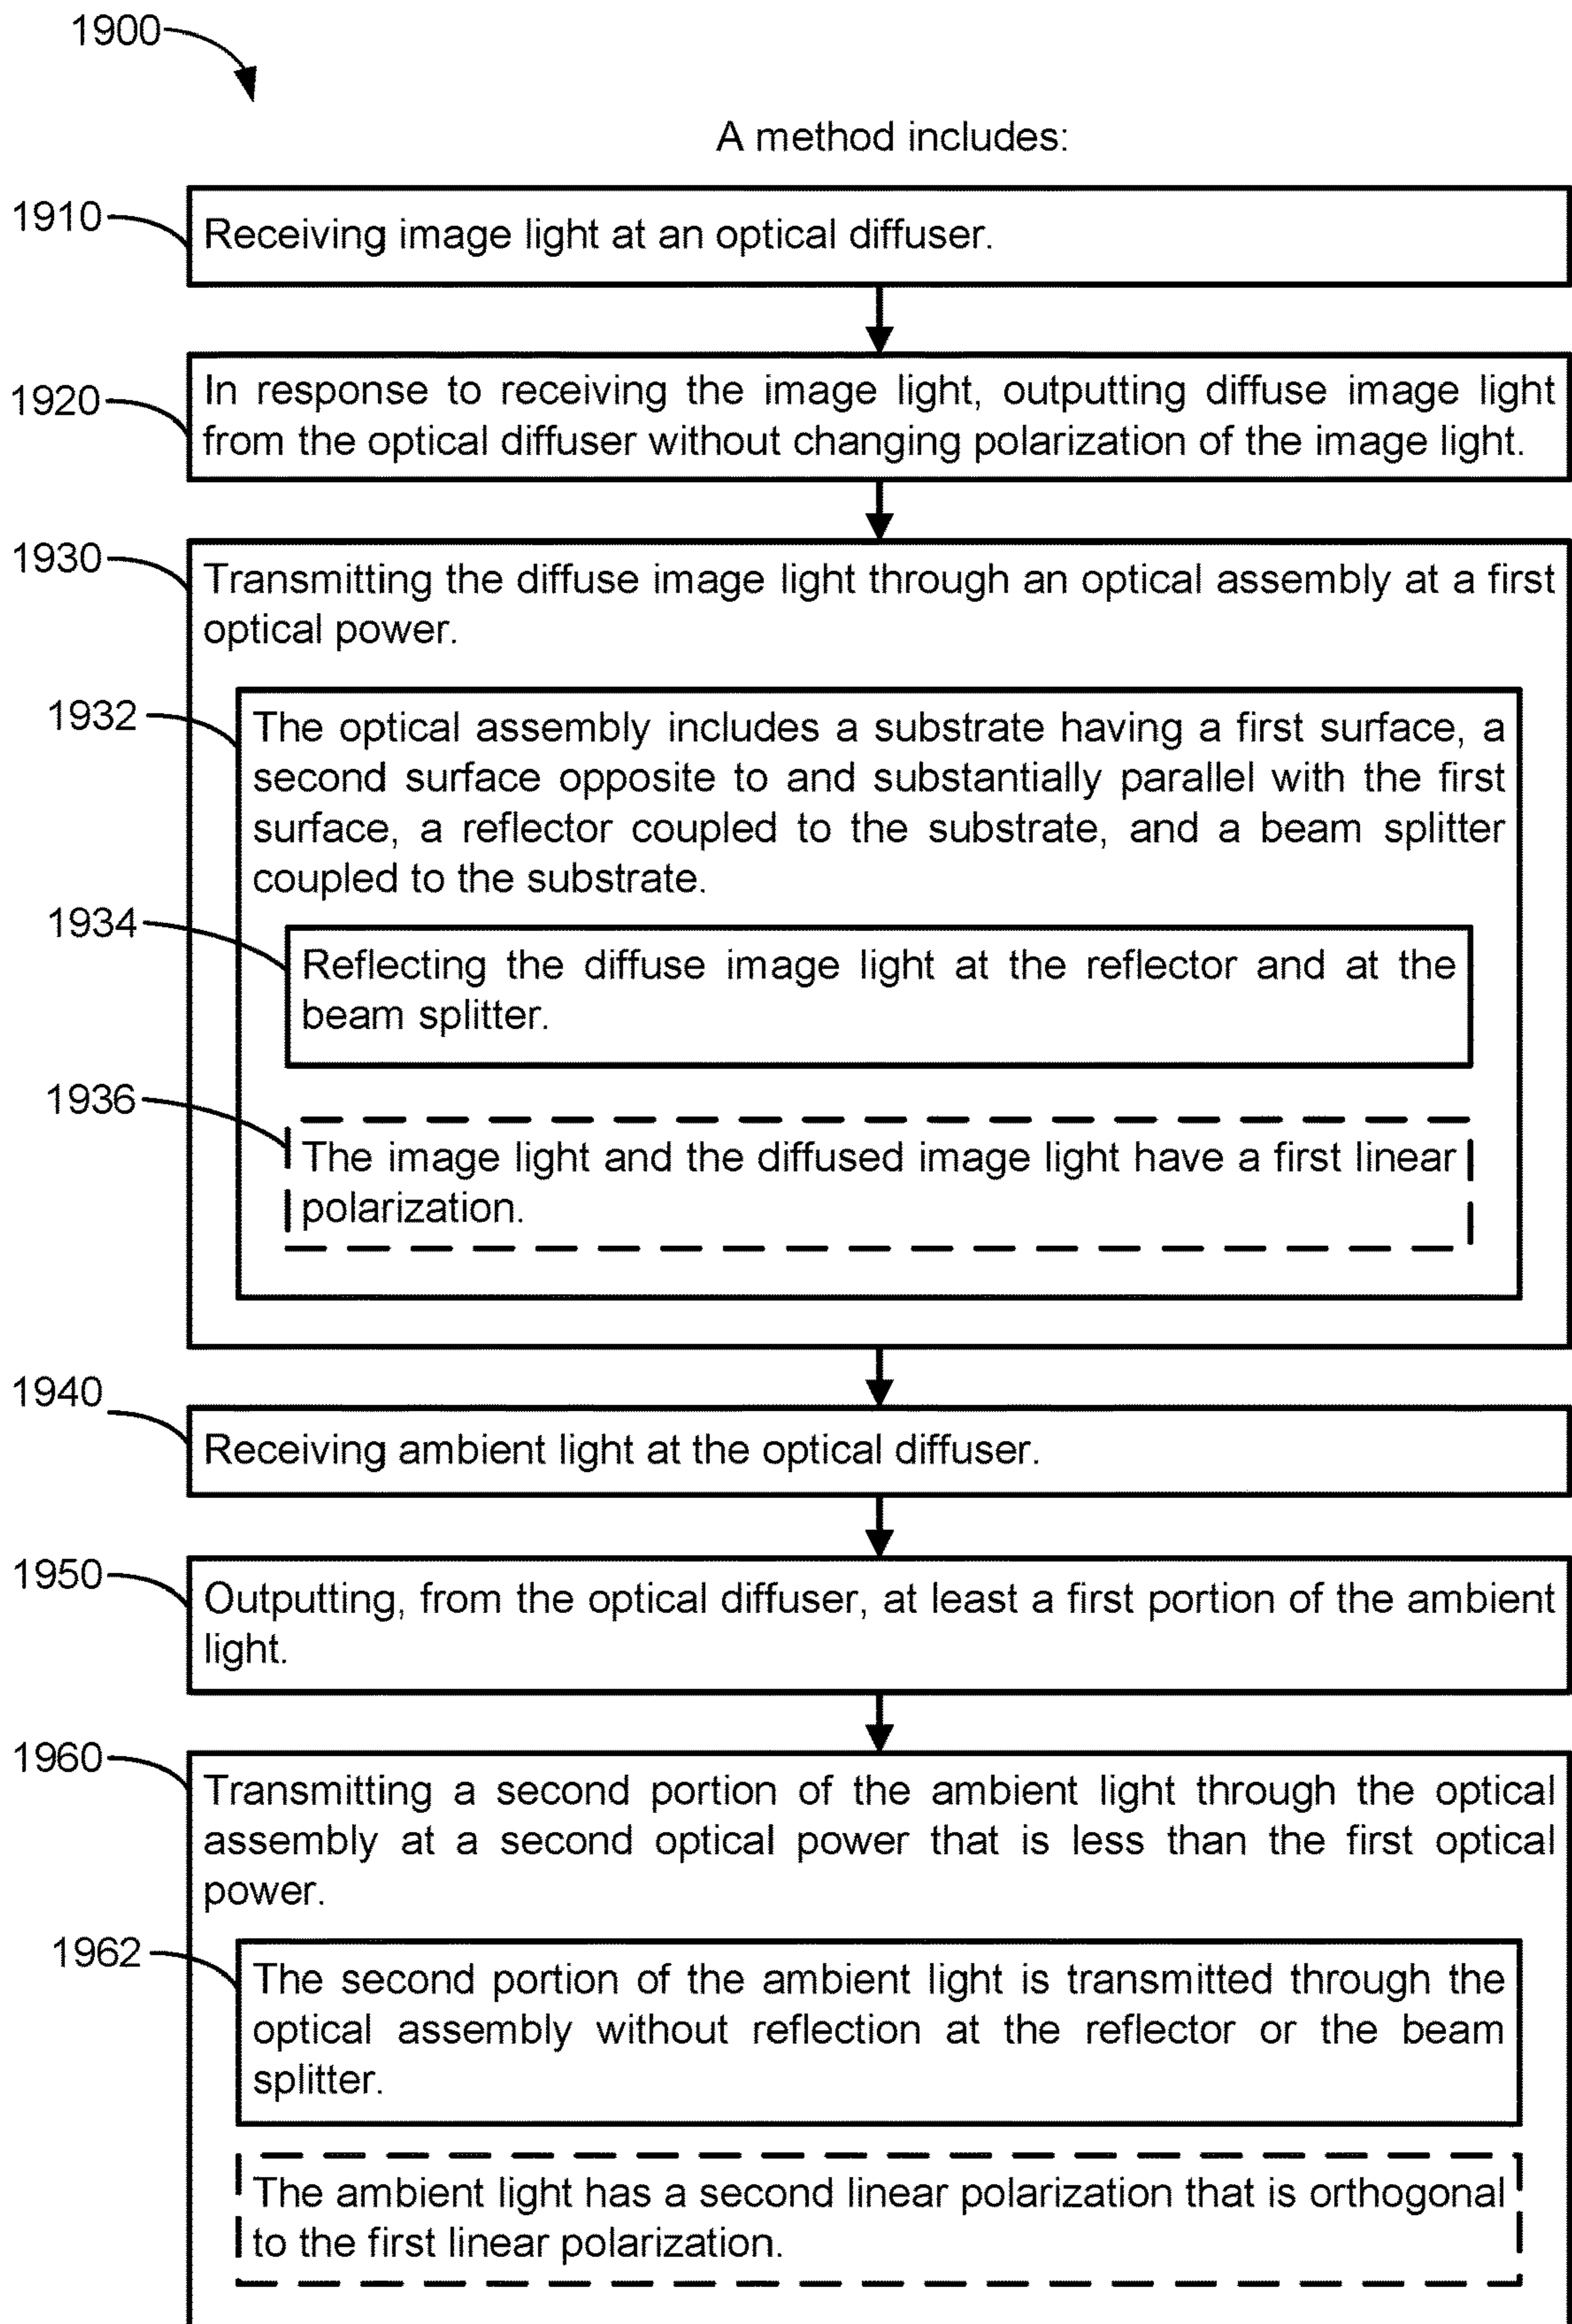 1900
A method includes:
1910
Receiving image light at an optical diffuser.
1920
In response to receiving the image light, outputting diffuse image light
from the optical diffuser without changing polarization of the image light.
1930
Transmitting the diffuse image light through an optical assembly at a first
optical power.
1932
The optical assembly includes a substrate having a first surface, a
second surface opposite to and substantially parallel with the first
surface, a reflector coupled to the substrate, and a beam splitter
coupled to the substrate.
1934
Reflecting the diffuse image light at the reflector and at the
beam splitter.
1936
The image light and the diffused image light have a first linear
polarization.
1940
Receiving ambient light at the optical diffuser.
1950
Outputting, from the optical diffuser, at least a first portion of the ambient
light.
1960
Transmitting a second portion of the ambient light through the optical
assembly at a second optical power that is less than the first optical
power.
1962
The second portion of the ambient light is transmitted through the
optical assembly without reflection at the reflector or the beam
splitter.
The ambient light has a second linear polarization that is orthogonal
to the first linear polarization.